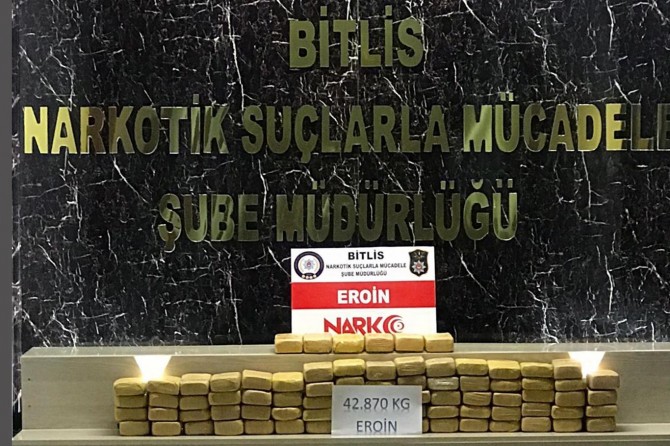 BİTLİS
NARKOTİK SUÇLARLA MÜCADELE
ŞUBE MÜDÜRLÜĞÜ
BİTLİS
NARKOTİK SUÇLARLA MÜCADELE
ŞUBE MÜDÜRLÜĞÜ
EROİN
NARKO
42.870 KG
EROİN